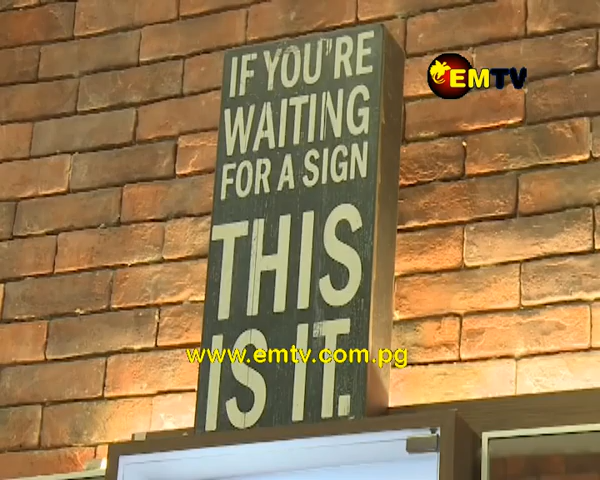 EMTV
IF YOU'RE
WAITING
FOR A SIGN
THIS
IS IT.
www.emtv.com.pg